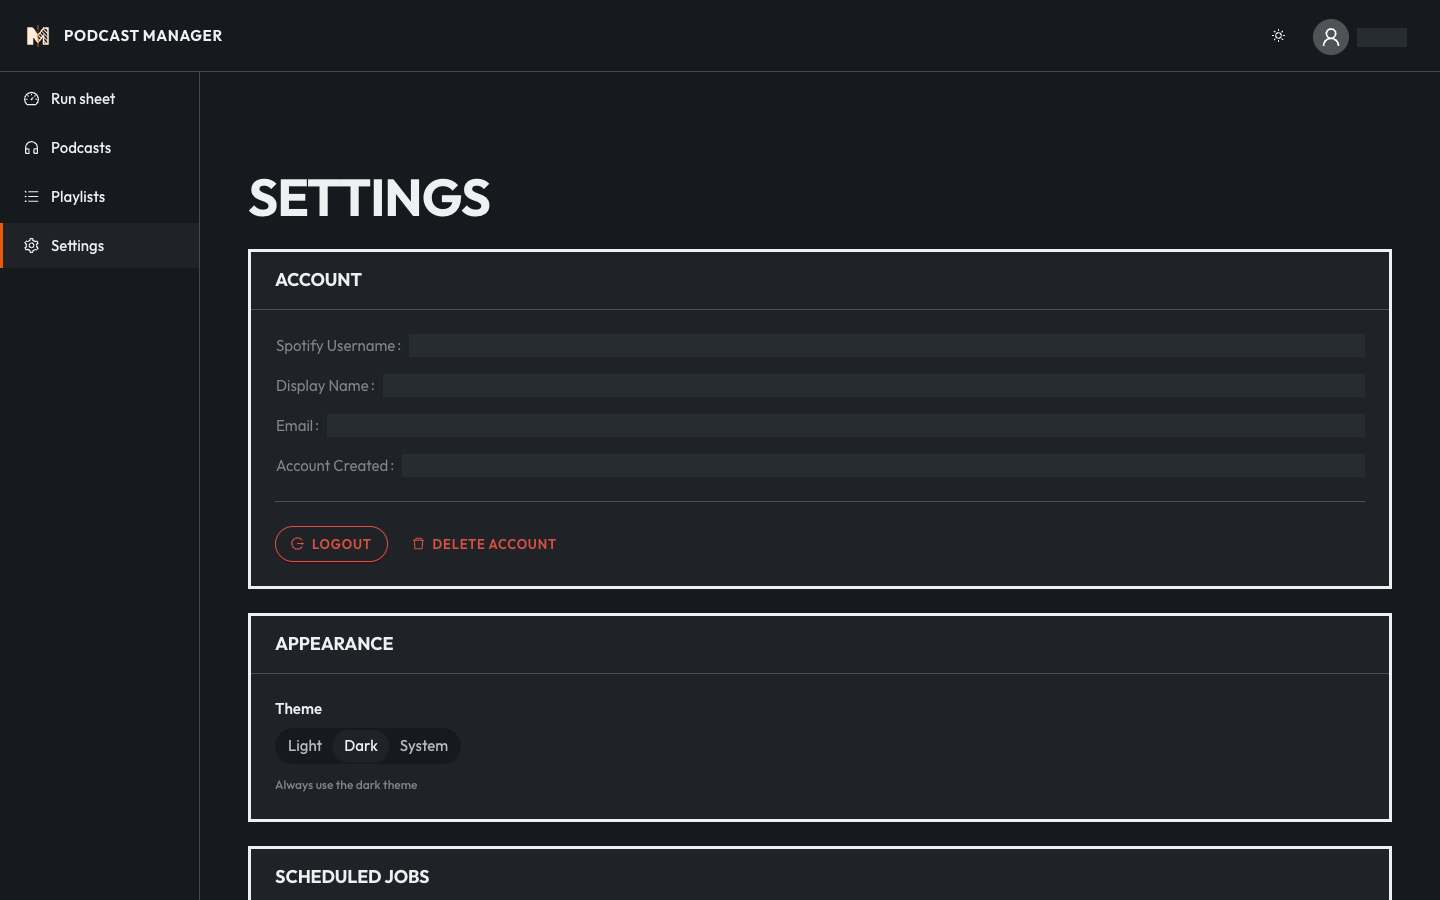 PODCAST MANAGER
Run sheet
Podcasts
Playlists
Settings
SETTINGS
ACCOUNT
Spotify Username:
Display Name:
Email:
Account Created:
LOGOUT DELETE ACCOUNT
APPEARANCE
Theme
Light Dark System
Always use the dark theme
SCHEDULED JOBS